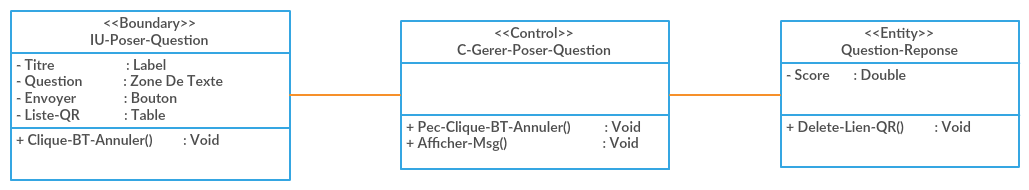 <<Boundary>>
IU-Poser-Question
- Titre : Label
- Question : Zone De Texte
- Envoyer : Bouton
- Liste-QR : Table
+ Clique-BT-Annuler() : Void
<<Control>>
C-Gerer-Poser-Question
+ Pec-Clique-BT-Annuler() : Void
+ Afficher-Msg() : Void
<<Entity>>
Question-Reponse
- Score : Double
+ Delete-Lien-QR() : Void